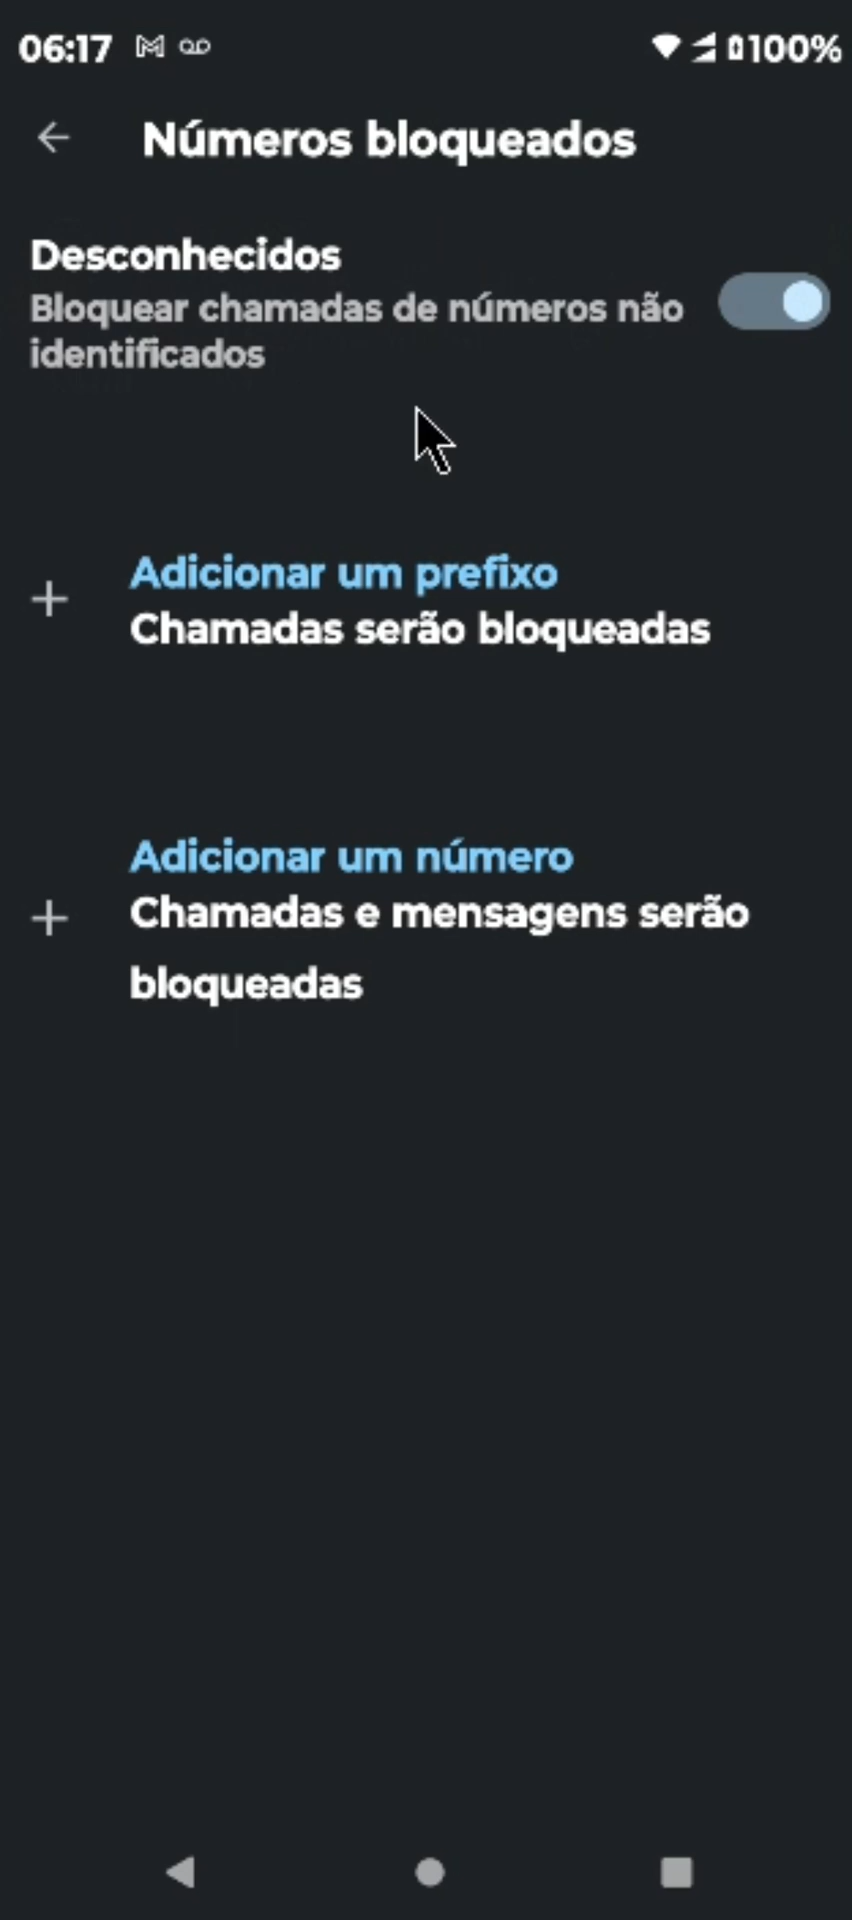 06:17 100%
Números bloqueados
Desconhecidos
Bloquear chamadas de números não
identificados
Adicionar um prefixo
Chamadas serão bloqueadas
Adicionar um número
Chamadas e mensagens serão
bloqueadas